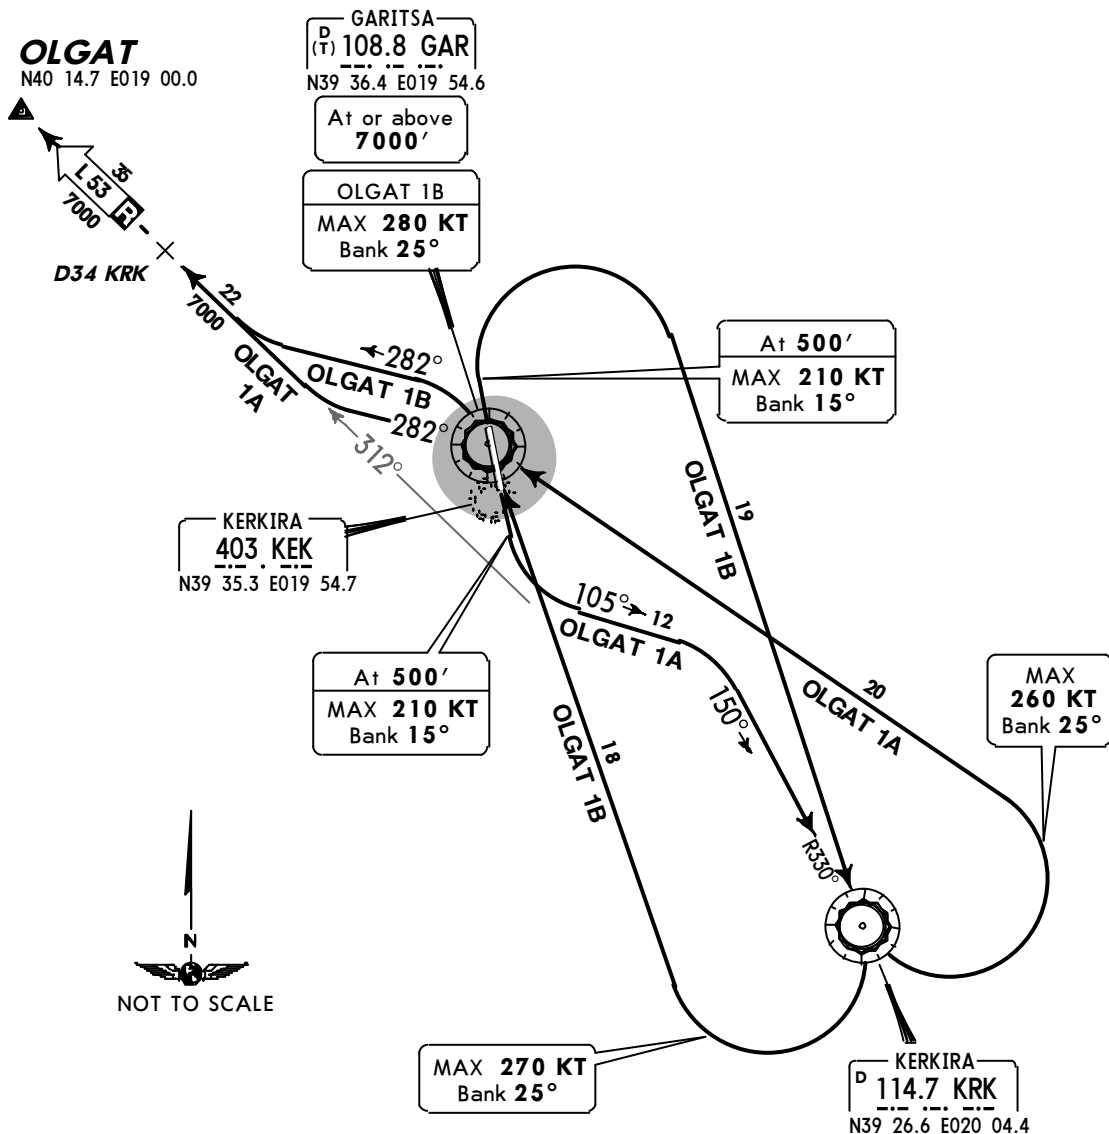 OLGAT
N40 14.7 E019 00.0
GARITSA
D
(T) 108.8 GAR
N39 36.4 E019 54.6
At or above
7000'
OLGAT 1B
MAX 280 KT
Bank 25°
L 53
R
35
7000
D34 KRK
22
7000
OLGAT
1A
282°
OLGAT 1B
282°
312°
At 500'
MAX 210 KT
Bank 15°
19
OLGAT 1B
KERKIRA
403 KEK
N39 35.3 E019 54.7
105°
12
OLGAT 1A
150°
At 500'
MAX 210 KT
Bank 15°
18
OLGAT 1B
20
OLGAT 1A
MAX
260 KT
Bank 25°
R330°
N
NOT TO SCALE
MAX 270 KT
Bank 25°
KERKIRA
D 114.7 KRK
N39 26.6 E020 04.4